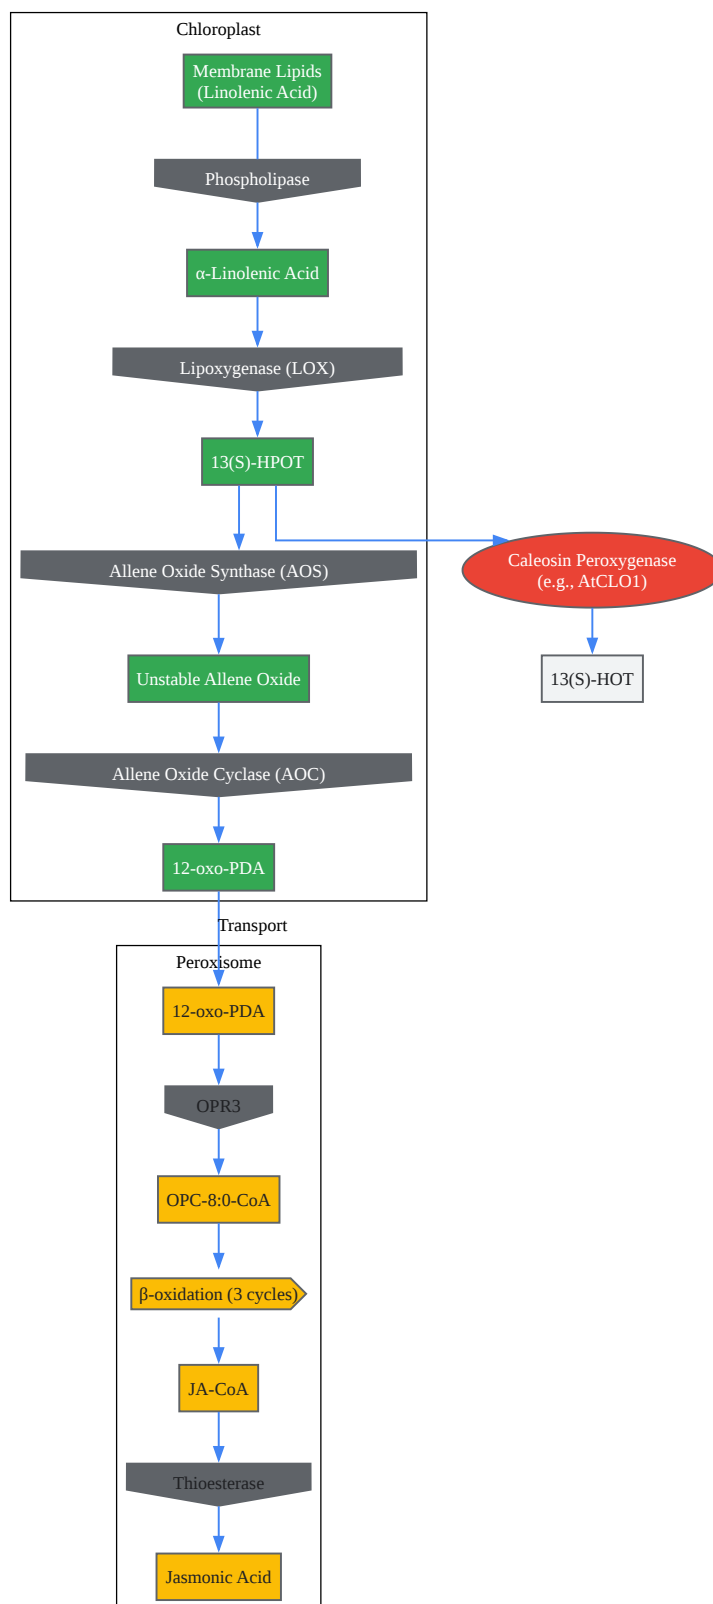 Chloroplast
Membrane Lipids
(Linolenic Acid)
Phospholipase
α-Linolenic Acid
Lipoxygenase (LOX)
13(S)-HPOT
Caleosin Peroxygenase
(e.g., AtCLO1)
Allene Oxide Synthase (AOS)
Unstable Allene Oxide
13(S)-HOT
Allene Oxide Cyclase (AOC)
12-oxo-PDA
Transport
Peroxisome
12-oxo-PDA
OPR3
OPC-8:0-CoA
β-oxidation (3 cycles)
JA-CoA
Thioesterase
Jasmonic Acid